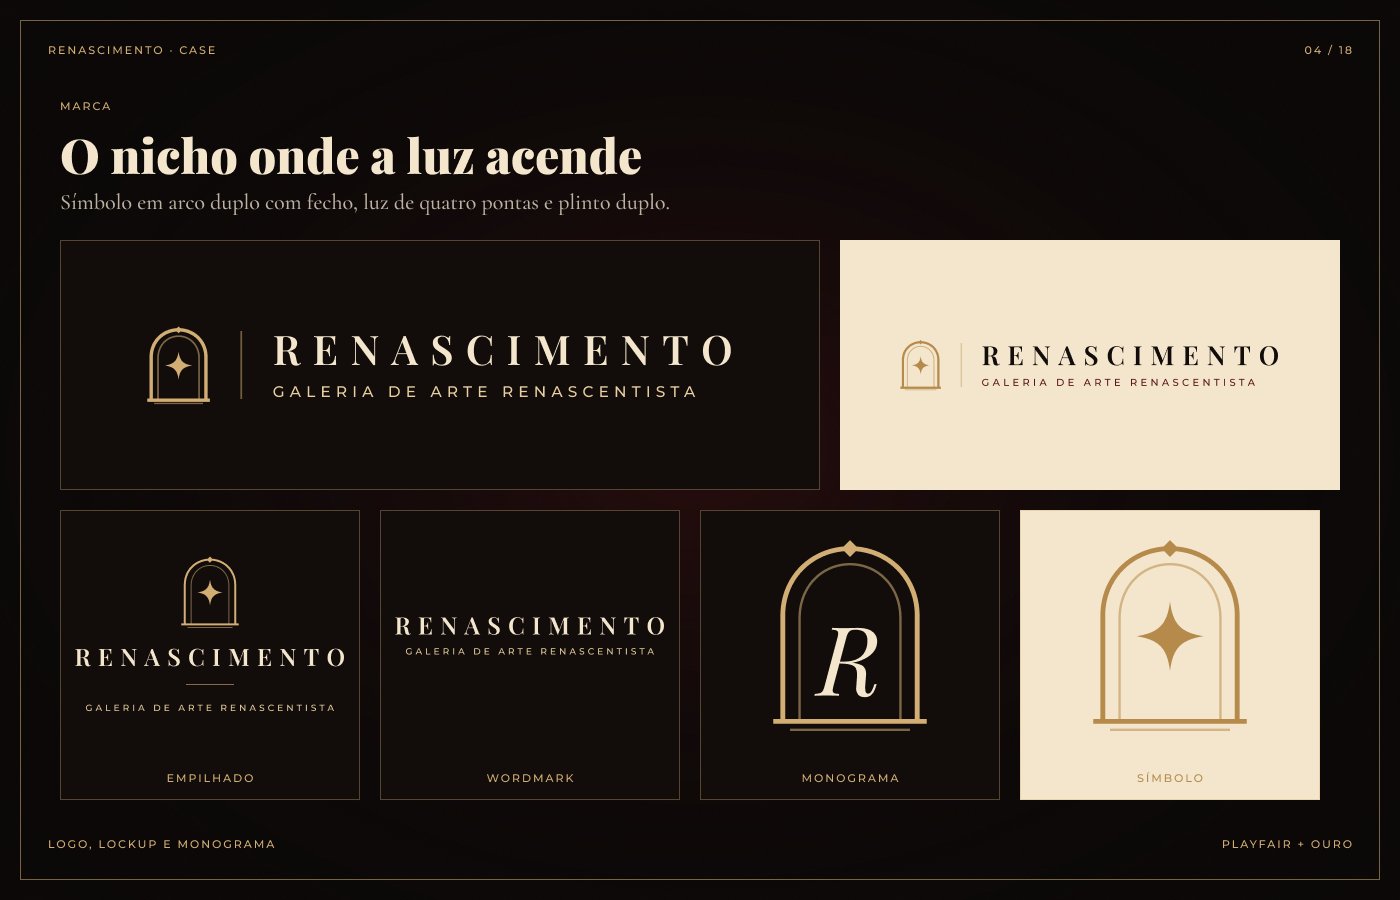 RENASCIMENTO · CASE
04 / 18
MARCA
O nicho onde a luz acende
Símbolo em arco duplo com fecho, luz de quatro pontas e plinto duplo.
RENASCIMENTO
GALERIA DE ARTE RENASCENTISTA
RENASCIMENTO
GALERIA DE ARTE RENASCENTISTA
RENASCIMENTO
GALERIA DE ARTE RENASCENTISTA
EMPILHADO
RENASCIMENTO
GALERIA DE ARTE RENASCENTISTA
WORDMARK
R
MONOGRAMA
SÍMBOLO
LOGO, LOCKUP E MONOGRAMA
PLAYFAIR + OURO